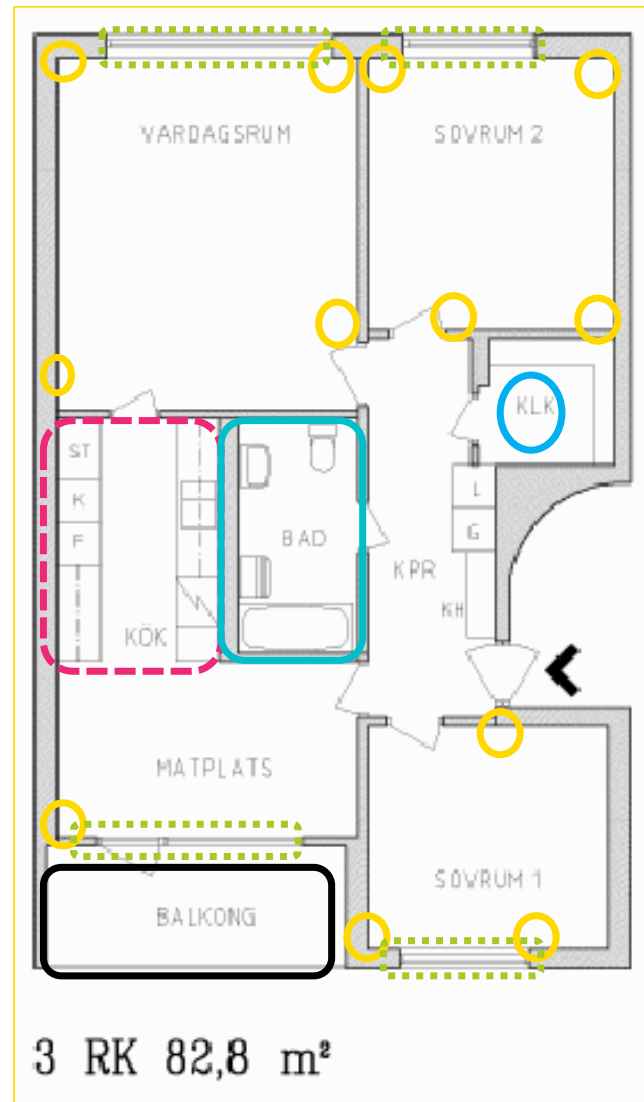 VARDAGSRUM
SOVRUM 2
KLK
ST
K
F
L
G
BAD
KPR
KH
KÖK
MATPLATS
SOVRUM 1
BALKONG
3 RK 82,8 m²